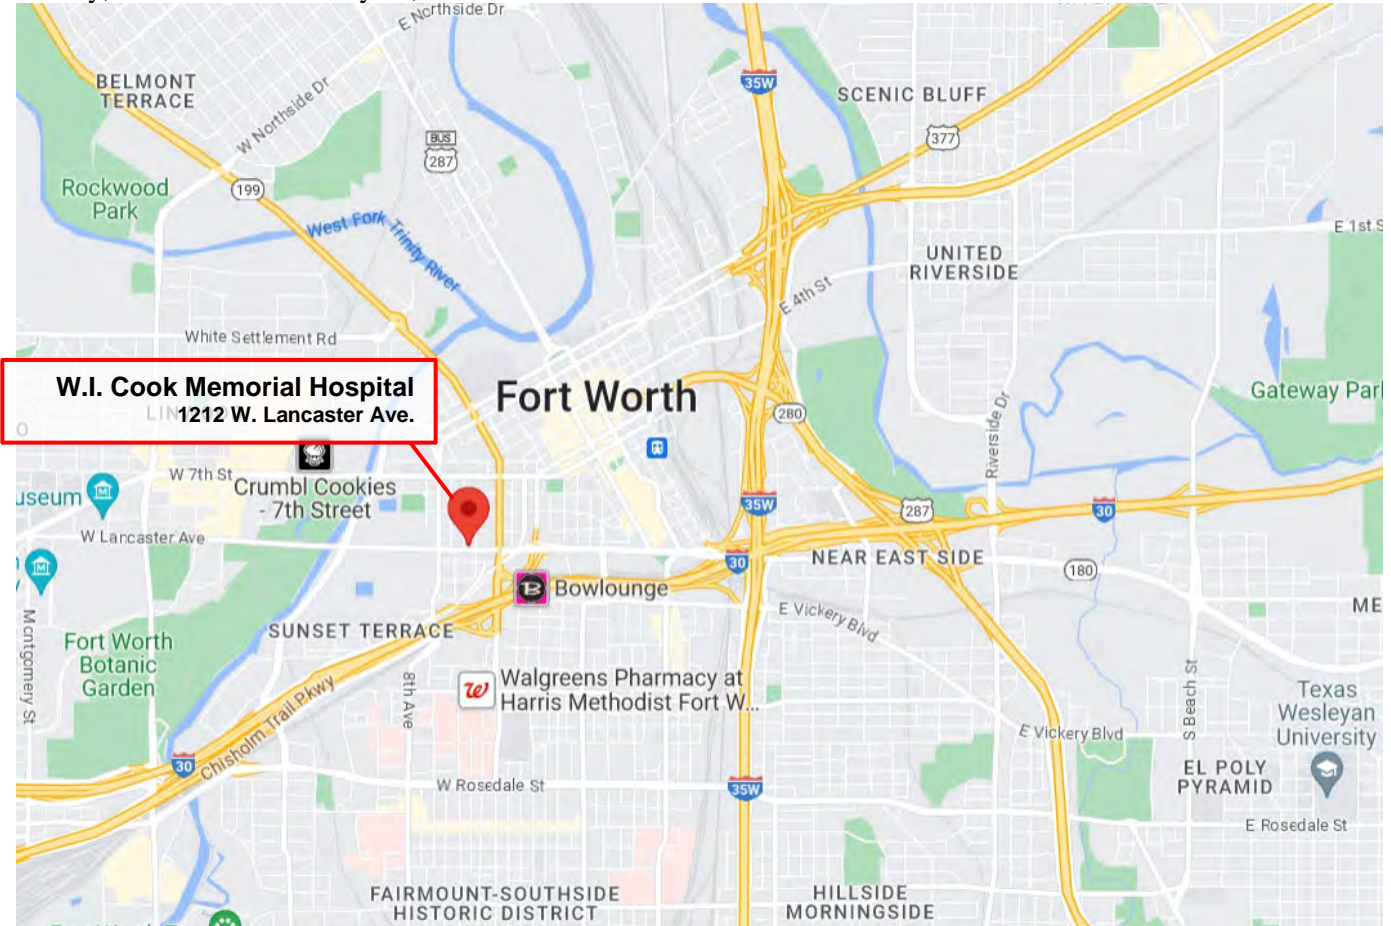 E Northside Dr
BELMONT
TERRACE
W Northside Dr
BUS
287
35W
SCENIC BLUFF
377
Rockwood
Park
199
West Fork Trinity River
E 1st S
UNITED
RIVERSIDE
E 4th St
White Settlement Rd
W.I. Cook Memorial Hospital
1212 W. Lancaster Ave.
Fort Worth
280
Riverside Dr
Gateway Par
W 7th St
Crumbl Cookies
- 7th Street
useum
W Lancaster Ave
35W
287
30
30
NEAR EAST SIDE
180
B
Bowlounge
E Vickery Blvd
ME
Montgomery St
Fort Worth
Botanic
Garden
SUNSET TERRACE
8th Ave
Walgreens Pharmacy at
Harris Methodist Fort W...
S Beach St
Texas
Wesleyan
University
E Vickery Blvd
Chisholm Trail Pkwy
30
W Rosedale St
35W
EL POLY
PYRAMID
E Rosedale St
FAIRMOUNT-SOUTHSIDE
HISTORIC DISTRICT
HILLSIDE
MORNINGSIDE